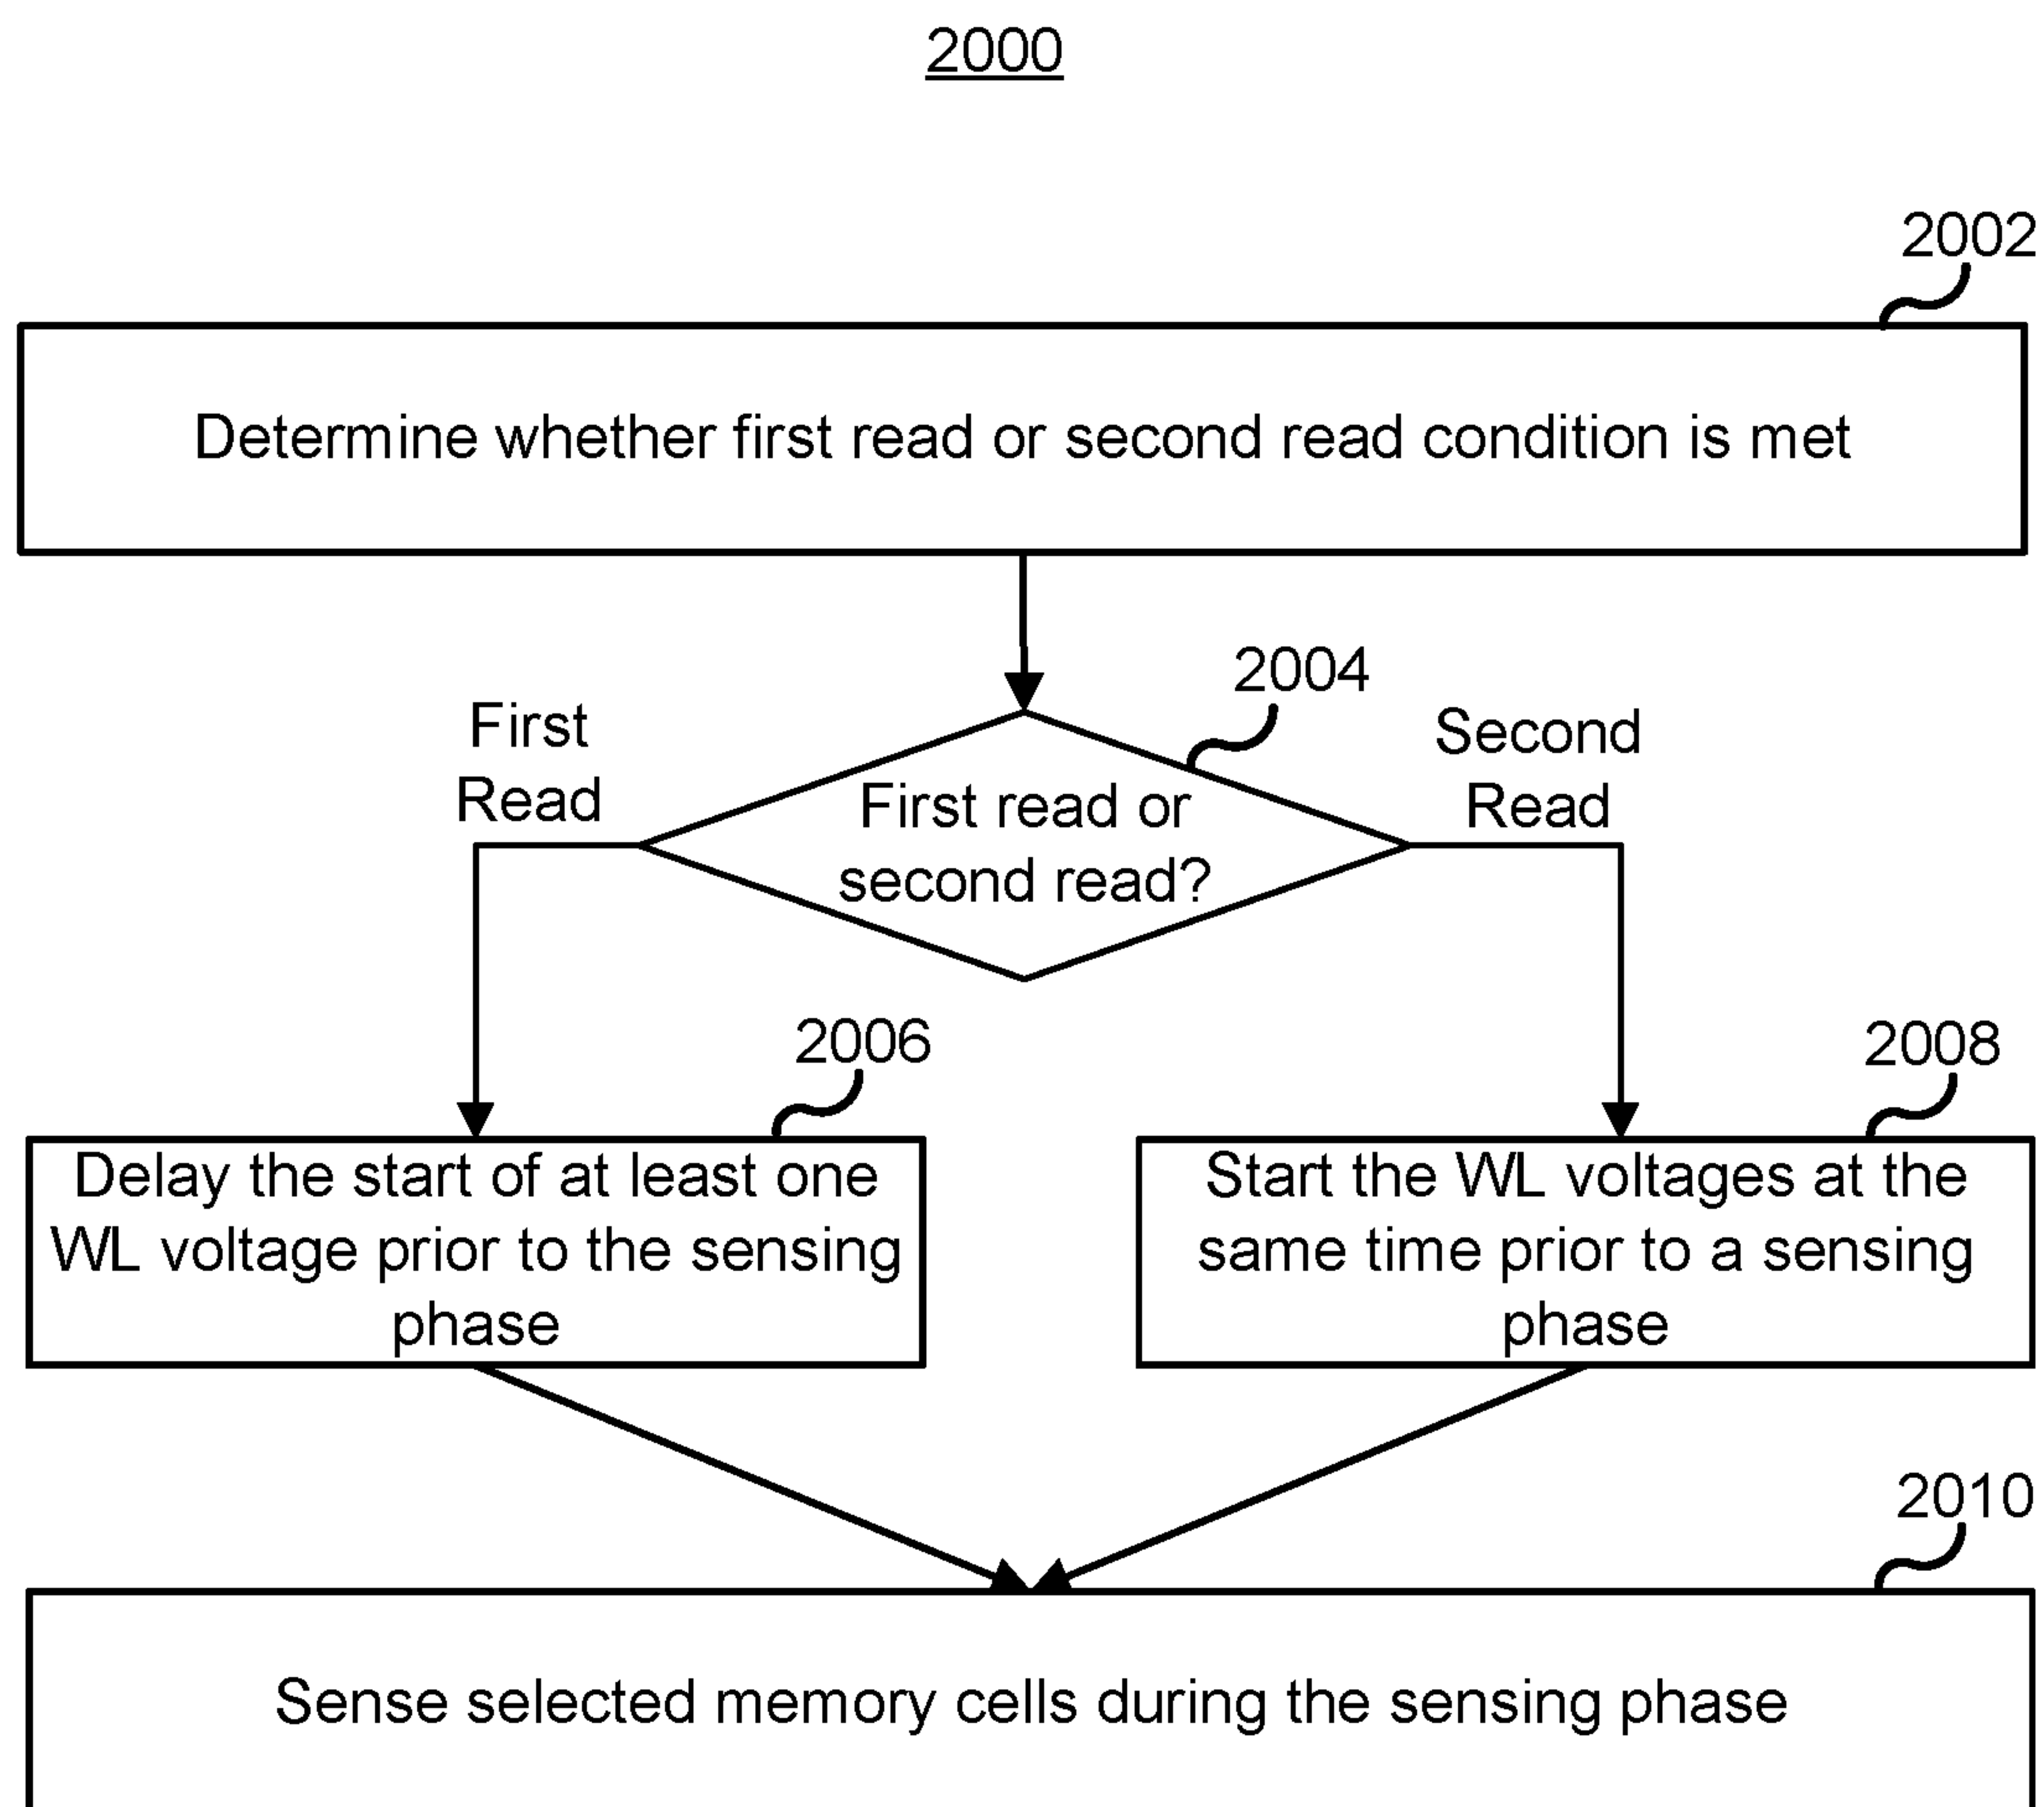 2000
2002
Determine whether first read or second read condition is met
2004
First
Read
Second
Read
First read or
second read?
2006
2008
Delay the start of at least one
WL voltage prior to the sensing
phase
Start the WL voltages at the
same time prior to a sensing
phase
2010
Sense selected memory cells during the sensing phase